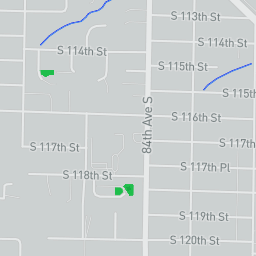 S 113th St
S 114th St
S 114th St
S 115th St
S 115th
S 116th St
S 117th
S 117th St
S 117th Pl
S 118th St
S 119th St
S 120th St
84th Ave S